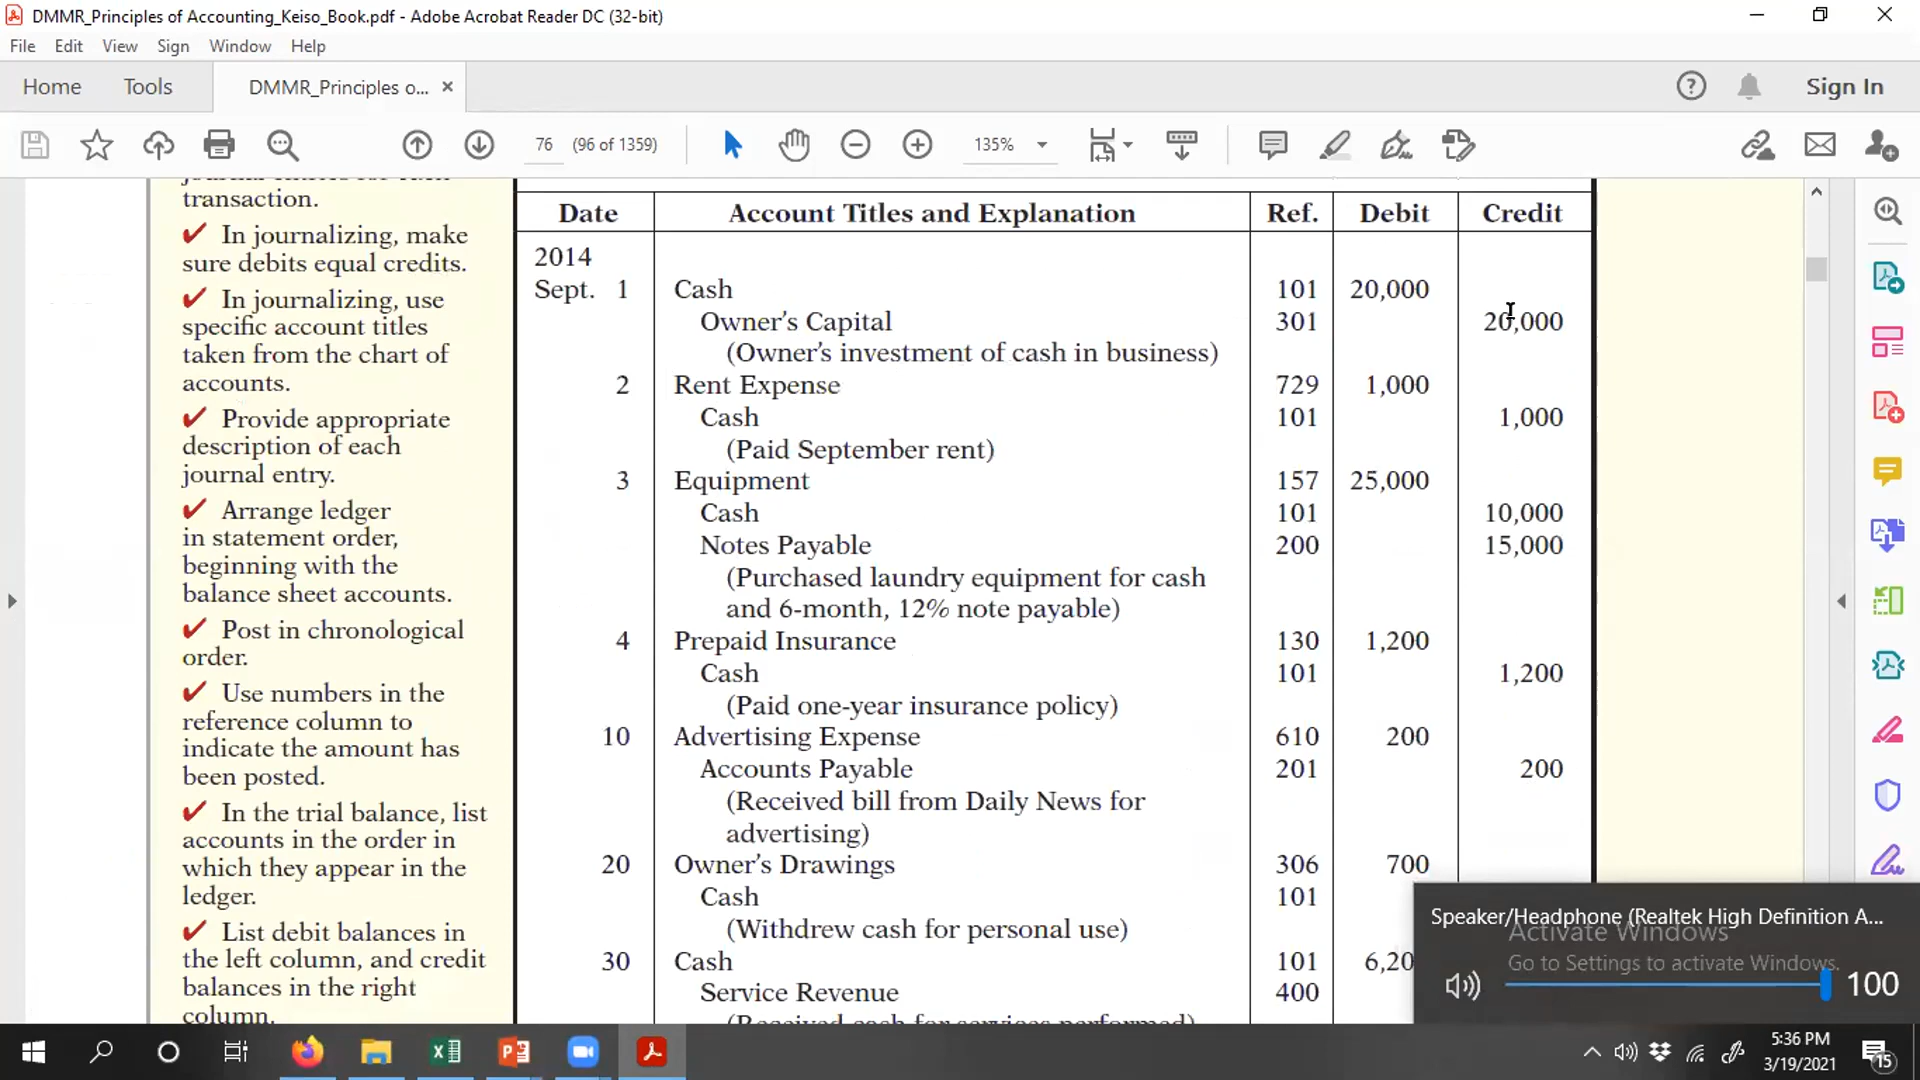 DMMR_Principles of Accounting_Keiso_Book.pdf - Adobe Acrobat Reader DC (32-bit)
File Edit View Sign Window Help
Home Tools DMMR_Principles o... × Sign In
76 (96 of 1359) 135%
transaction.
✔ In journalizing, make
sure debits equal credits.
✔ In journalizing, use
specific account titles
taken from the chart of
accounts.
✔ Provide appropriate
description of each
journal entry.
✔ Arrange ledger
in statement order,
beginning with the
balance sheet accounts.
✔ Post in chronological
order.
✔ Use numbers in the
reference column to
indicate the amount has
been posted.
✔ In the trial balance, list
accounts in the order in
which they appear in the
ledger.
✔ List debit balances in
the left column, and credit
balances in the right
column.
Date Account Titles and Explanation Ref. Debit Credit
2014
Sept. 1 Cash 101 20,000
Owner's Capital 301 20,000
(Owner's investment of cash in business)
2 Rent Expense 729 1,000
Cash 101 1,000
(Paid September rent)
3 Equipment 157 25,000
Cash 101 10,000
Notes Payable 200 15,000
(Purchased laundry equipment for cash
and 6-month, 12% note payable)
4 Prepaid Insurance 130 1,200
Cash 101 1,200
(Paid one-year insurance policy)
10 Advertising Expense 610 200
Accounts Payable 201 200
(Received bill from Daily News for
advertising)
20 Owner's Drawings 306 700
Cash 101
(Withdrew cash for personal use)
30 Cash 101 6,20
Service Revenue 400
(Received cash for services performed)
Speaker/Headphone (Realtek High Definition A...
Activate Windows
Go to Settings to activate Windows.
100
5:36 PM
3/19/2021
15